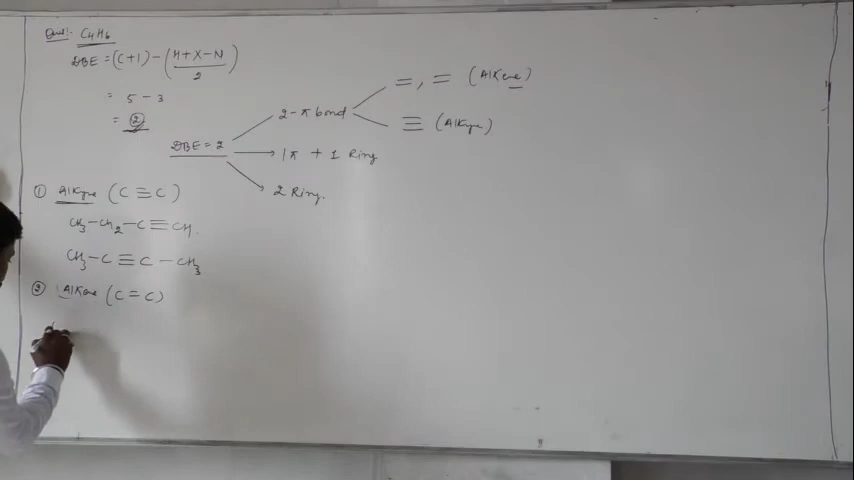 Ques:- C4H6
DBE = (C+1) - (H+X-N / 2)
= 5 - 3
= 2
DBE = 2
2-π bond
=, = (Alkene)
≡ (Alkyne)
1π + 1 Ring
2 Ring.
① Alkyne (C≡C)
CH3-CH2-C≡CH.
CH3-C≡C-CH3
② Alkene (C=C)